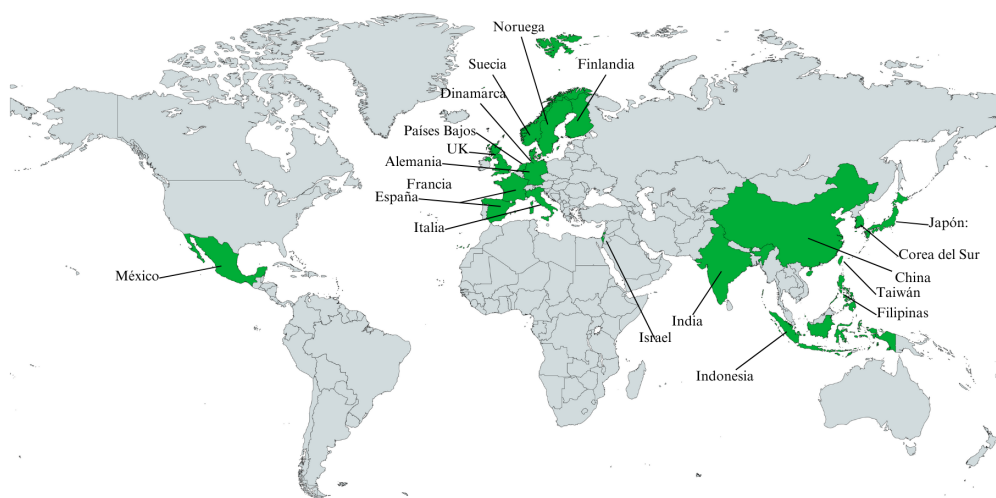 Noruega
Suecia
Finlandia
Dinamarca
Países Bajos
UK
Alemania
Francia
España
Italia
México
Japón:
Corea del Sur
China
Taiwán
Filipinas
India
Israel
Indonesia